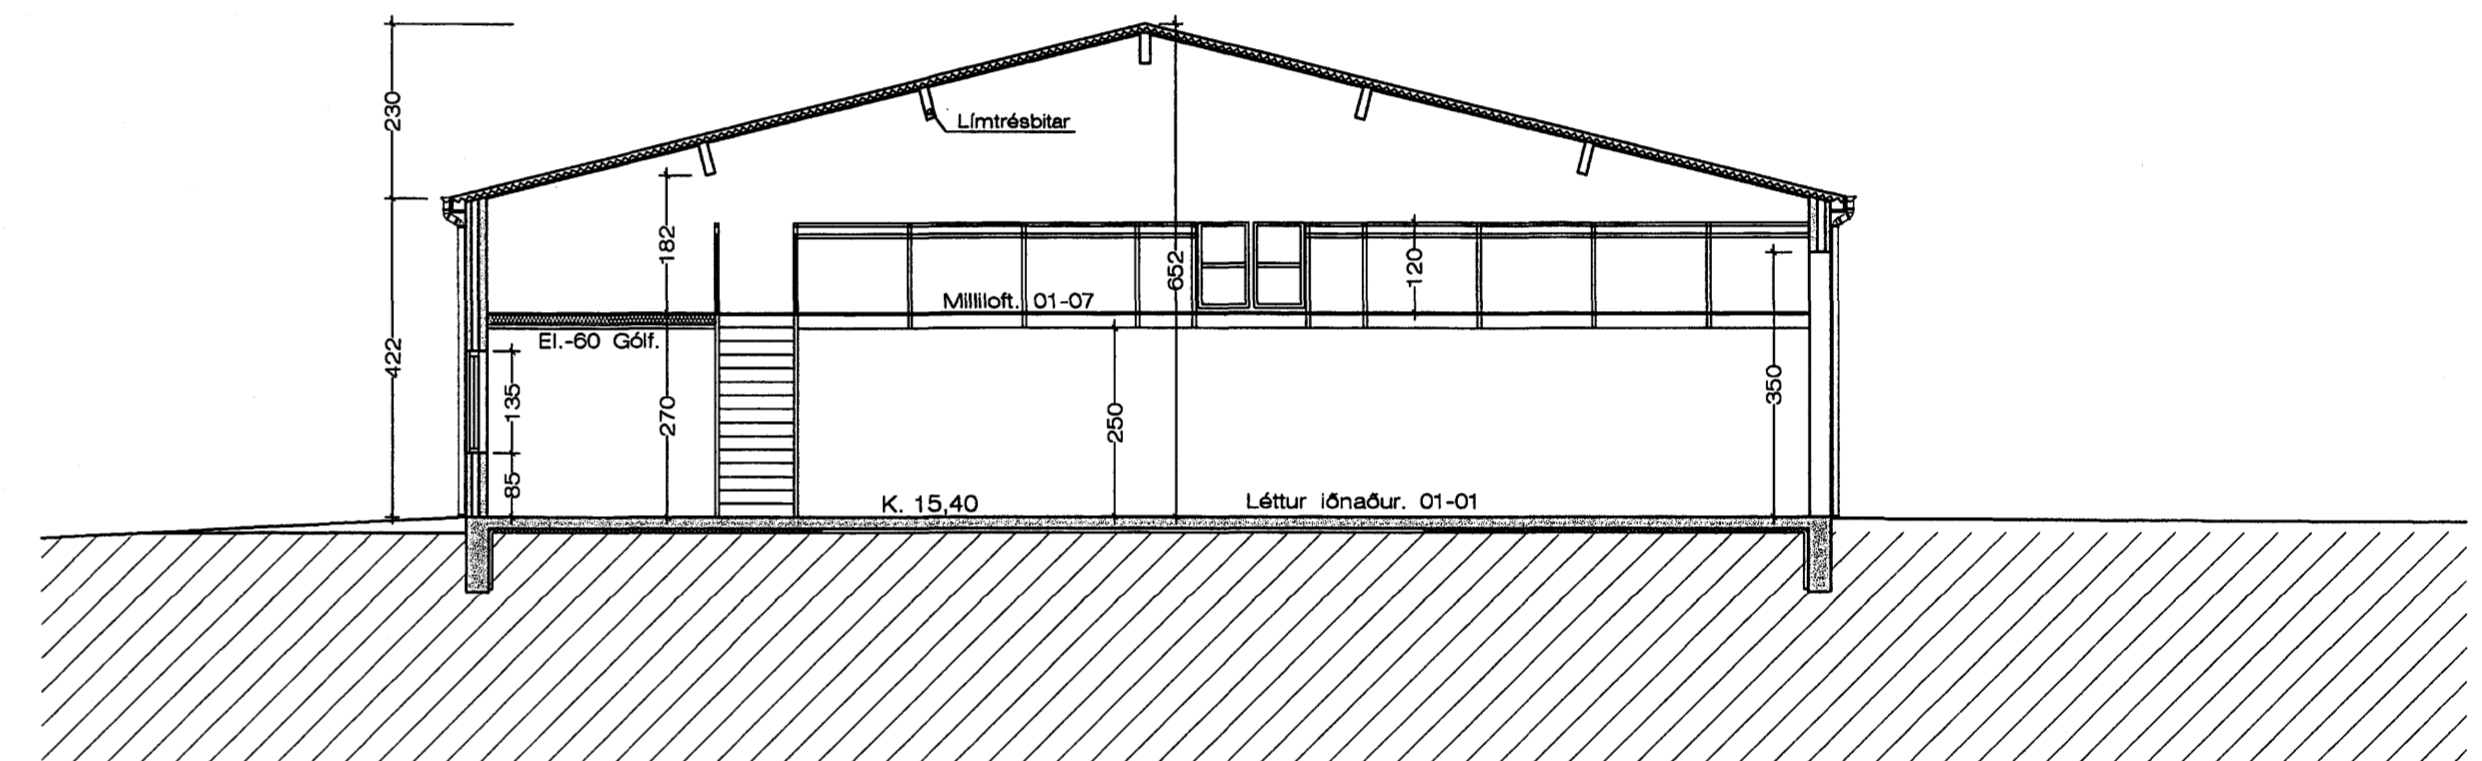 230
Límtrésbitar
182
652
120
Milliloft. 01-07
El.-60 Gólf.
422
135
270
250
350
85
K. 15,40
Léttur iðnaður. 01-01